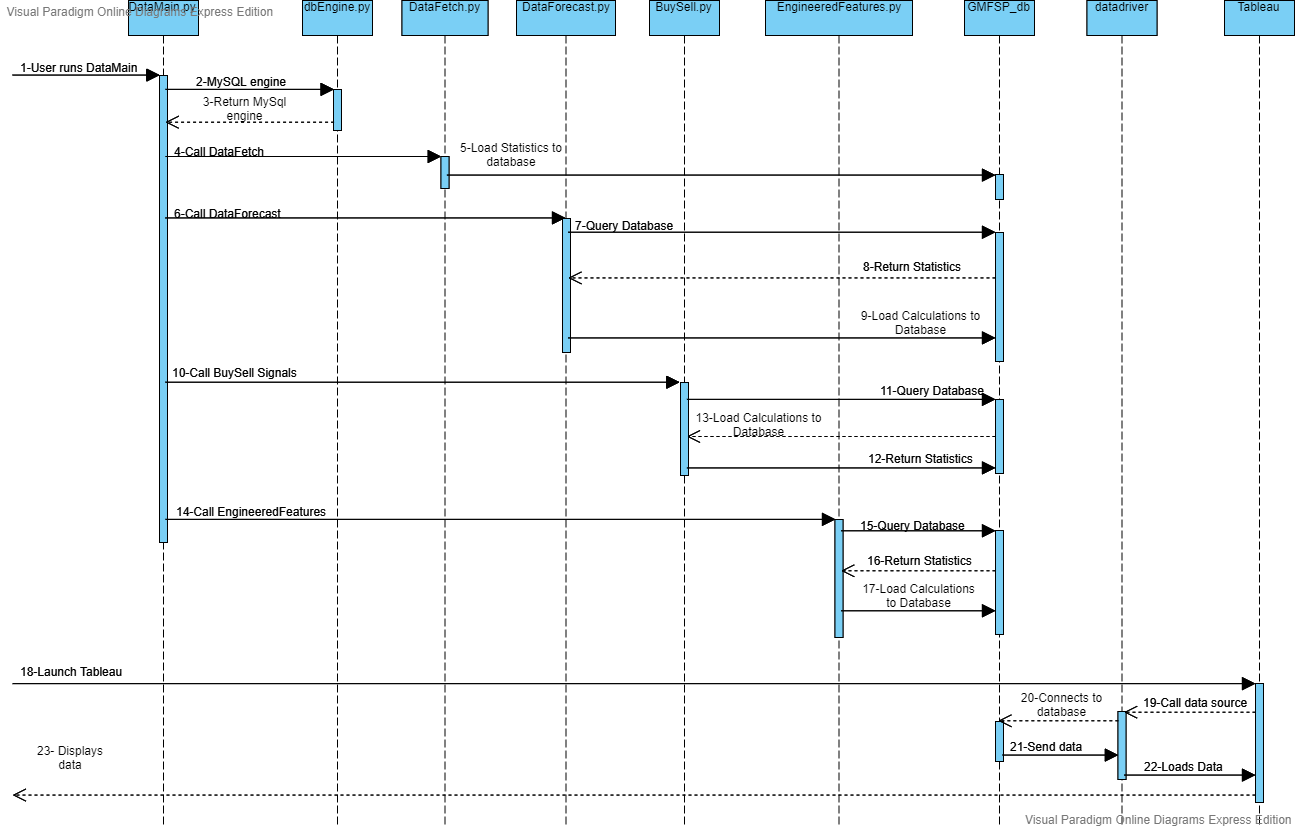 Visual Paradigm Online Diagrams Express Edition
DataMain.py
dbEngine.py
DataFetch.py
DataForecast.py
BuySell.py
EngineeredFeatures.py
GMFSP_db
datadriver
Tableau
1-User runs DataMain
2-MySQL engine
3-Return MySql
engine
4-Call DataFetch
5-Load Statistics to
database
6-Call DataForecast
7-Query Database
8-Return Statistics
9-Load Calculations to
Database
10-Call BuySell Signals
11-Query Database
13-Load Calculations to
Database
12-Return Statistics
14-Call EngineeredFeatures
15-Query Database
16-Return Statistics
17-Load Calculations
to Database
18-Launch Tableau
19-Call data source
20-Connects to
database
21-Send data
22-Loads Data
23- Displays
data
Visual Paradigm Online Diagrams Express Edition